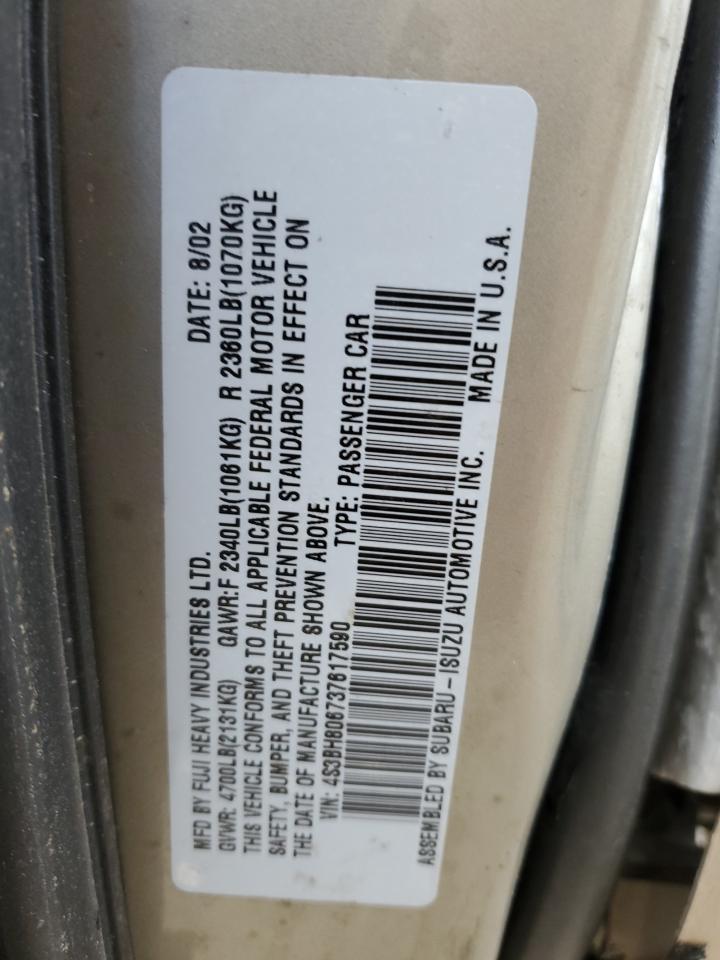 MFD BY FUJI HEAVY INDUSTRIES LTD. DATE: 8/02
GVWR: 4700LB(2131KG) GAWR:F 2340LB(1061KG) R 2360LB(1070KG)
THIS VEHICLE CONFORMS TO ALL APPLICABLE FEDERAL MOTOR VEHICLE
SAFETY, BUMPER, AND THEFT PREVENTION STANDARDS IN EFFECT ON
THE DATE OF MANUFACTURE SHOWN ABOVE.
VIN: 4S3BH806737617590 TYPE: PASSENGER CAR
ASSEMBLED BY SUBARU-ISUZU AUTOMOTIVE INC. MADE IN U.S.A.